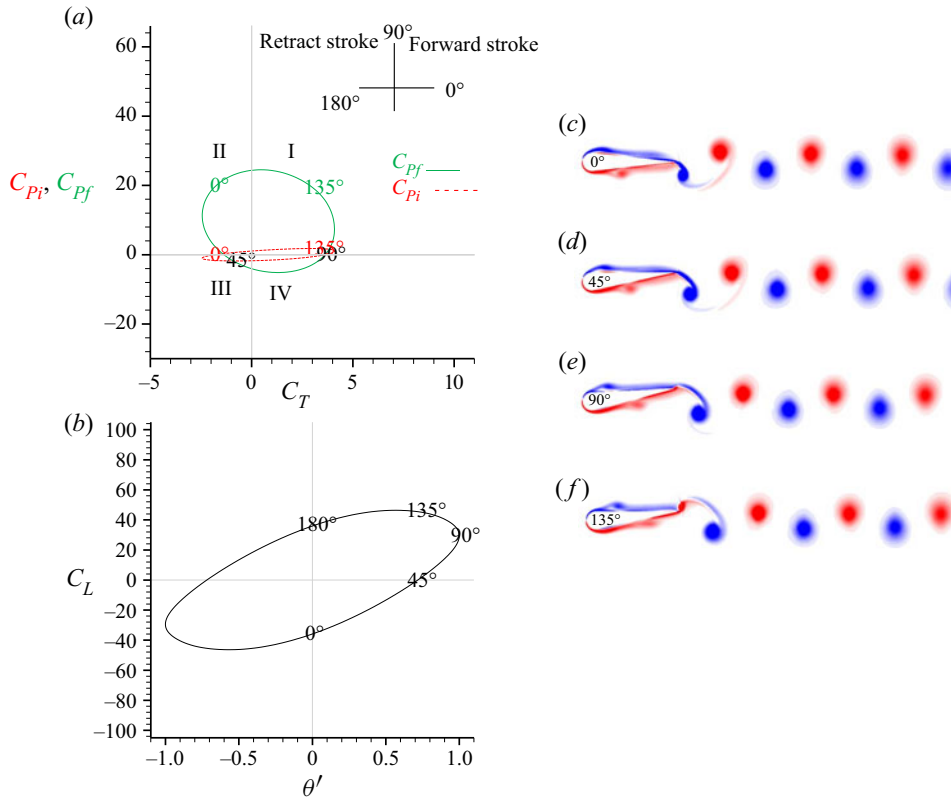 (a)
60
40
20
0
–20
–5
0
5
10
C_Pi, C_Pf
C_T
90°
Retract stroke
Forward stroke
180°
0°
II
I
III
IV
C_Pf
C_Pi
0°
135°
0°
45°
135°
90°
(b)
100
80
60
40
20
0
–20
–40
–60
–80
–100
–1.0
–0.5
0
0.5
1.0
C_L
θ′
180°
135°
90°
45°
0°
(c)
0°
(d)
45°
(e)
90°
(f)
135°